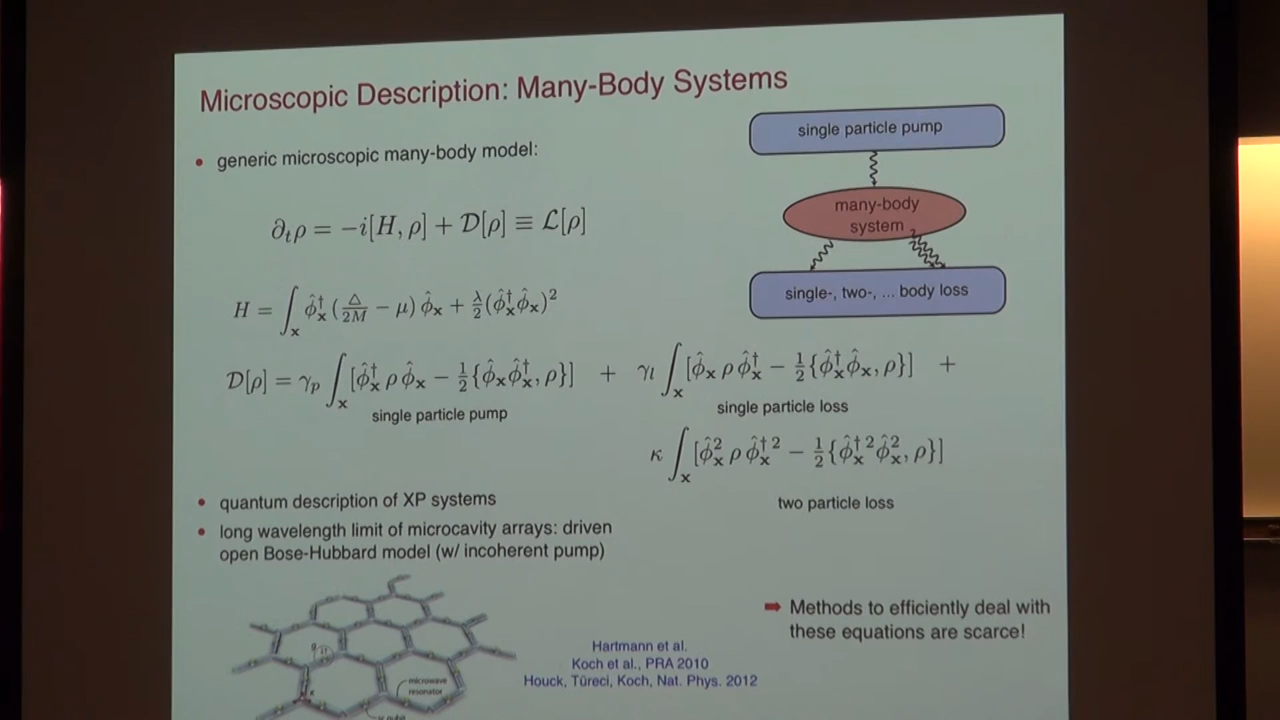 Microscopic Description: Many-Body Systems
• generic microscopic many-body model:
∂ₜρ = −i[H, ρ] + 𝒟[ρ] ≡ ℒ[ρ]
H = ∫_x φ̂†_x (Δ/2M − μ) φ̂_x + λ/2 (φ̂†_x φ̂_x)²
𝒟[ρ] = γ_p ∫_x [φ̂†_x ρ φ̂_x − ½{φ̂_x φ̂†_x, ρ}] + γ_l ∫_x [φ̂_x ρ φ̂†_x − ½{φ̂†_x φ̂_x, ρ}] +
single particle pump
single particle loss
κ ∫_x [φ̂²_x ρ φ̂†²_x − ½{φ̂†²_x φ̂²_x, ρ}]
two particle loss
single particle pump
many-body
system
single-, two-, ... body loss
• quantum description of XP systems
• long wavelength limit of microcavity arrays: driven
open Bose-Hubbard model (w/ incoherent pump)
g
κ
microwave
resonator
Hartmann et al.
Koch et al., PRA 2010
Houck, Türeci, Koch, Nat. Phys. 2012
➡ Methods to efficiently deal with
these equations are scarce!